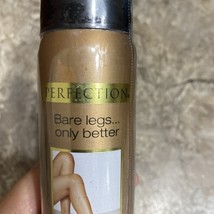 PERFECTION
Bare legs...
only better